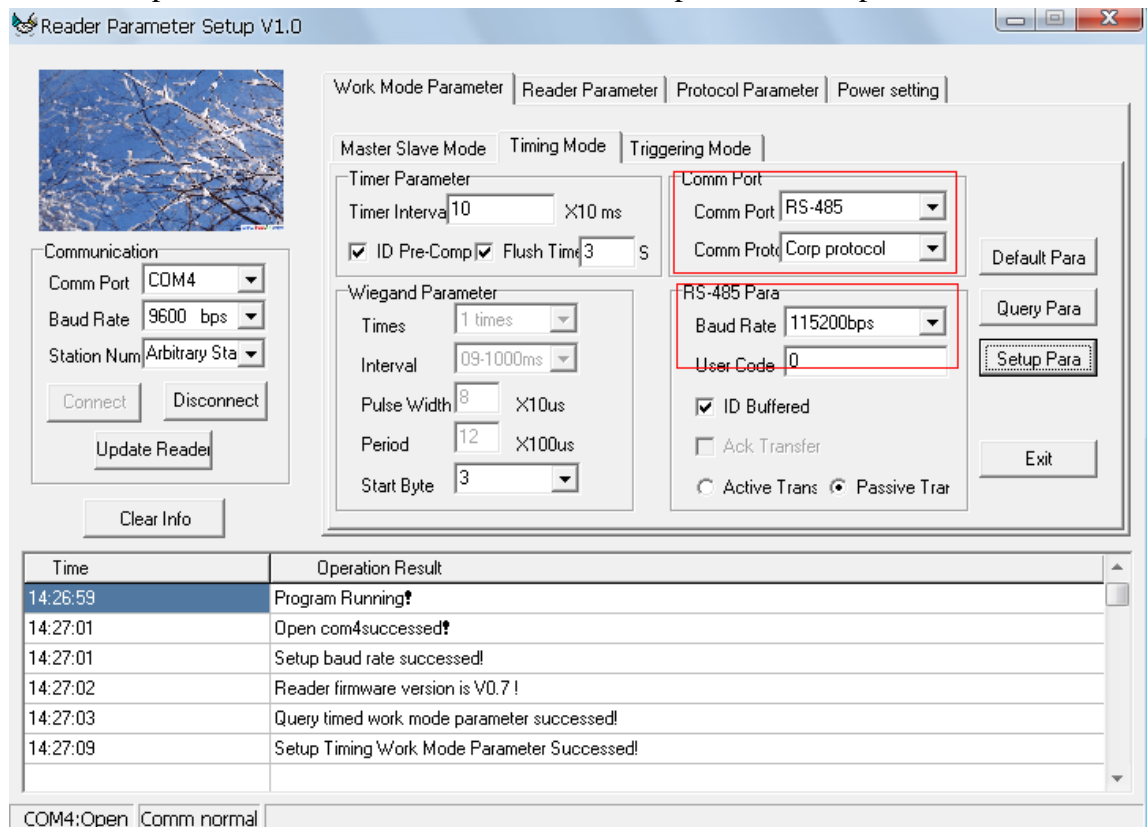 Reader Parameter Setup V1.0
Work Mode Parameter Reader Parameter Protocol Parameter Power setting
Master Slave Mode Timing Mode Triggering Mode
Timer Parameter
Timer Interva 10 X10 ms
ID Pre-Comp Flush Time 3 S
Comm Port
Comm Port RS-485
Comm Proto Corp protocol
Communication
Comm Port COM4
Baud Rate 9600 bps
Station Num Arbitrary Sta
Connect Disconnect
Update Reader
Clear Info
Wiegand Parameter
Times 1 times
Interval 09-1000ms
Pulse Width 8 X10us
Period 12 X100us
Start Byte 3
RS-485 Para
Baud Rate 115200bps
User Code 0
ID Buffered
Ack Transfer
Active Trans Passive Trar
Default Para
Query Para
Setup Para
Exit
Time Operation Result
14:26:59 Program Running!
14:27:01 Open com4successed!
14:27:01 Setup baud rate successed!
14:27:02 Reader firmware version is V0.7 !
14:27:03 Query timed work mode parameter successed!
14:27:09 Setup Timing Work Mode Parameter Successed!
COM4:Open Comm normal